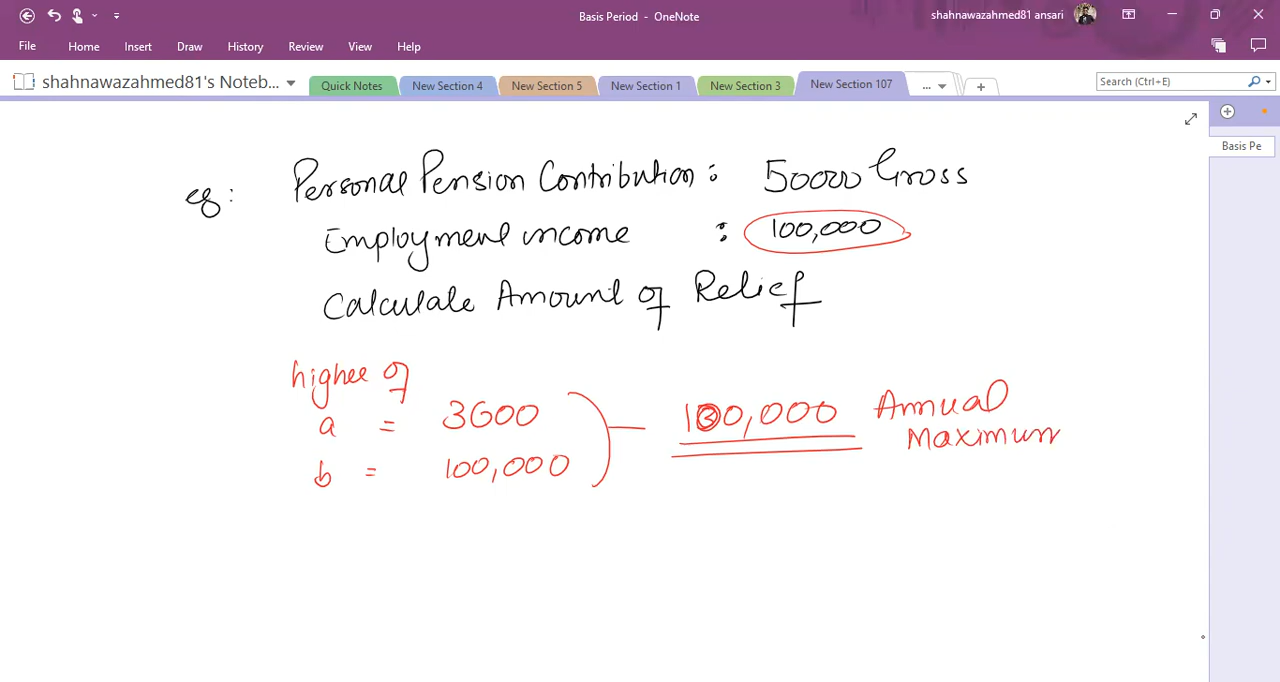 Basis Period - OneNote
shahnawazahmed81 ansari
File Home Insert Draw History Review View Help
shahnawazahmed81's Noteb... Quick Notes New Section 4 New Section 5 New Section 1 New Section 3 New Section 107 ... + Search (Ctrl+E)
Basis Pe
eg: Personal Pension Contribution : 50000 Gross
Employment income : 100,000
Calculate Amount of Relief
higher of
a = 3600
b = 100,000
100,000 Annual
Maximum